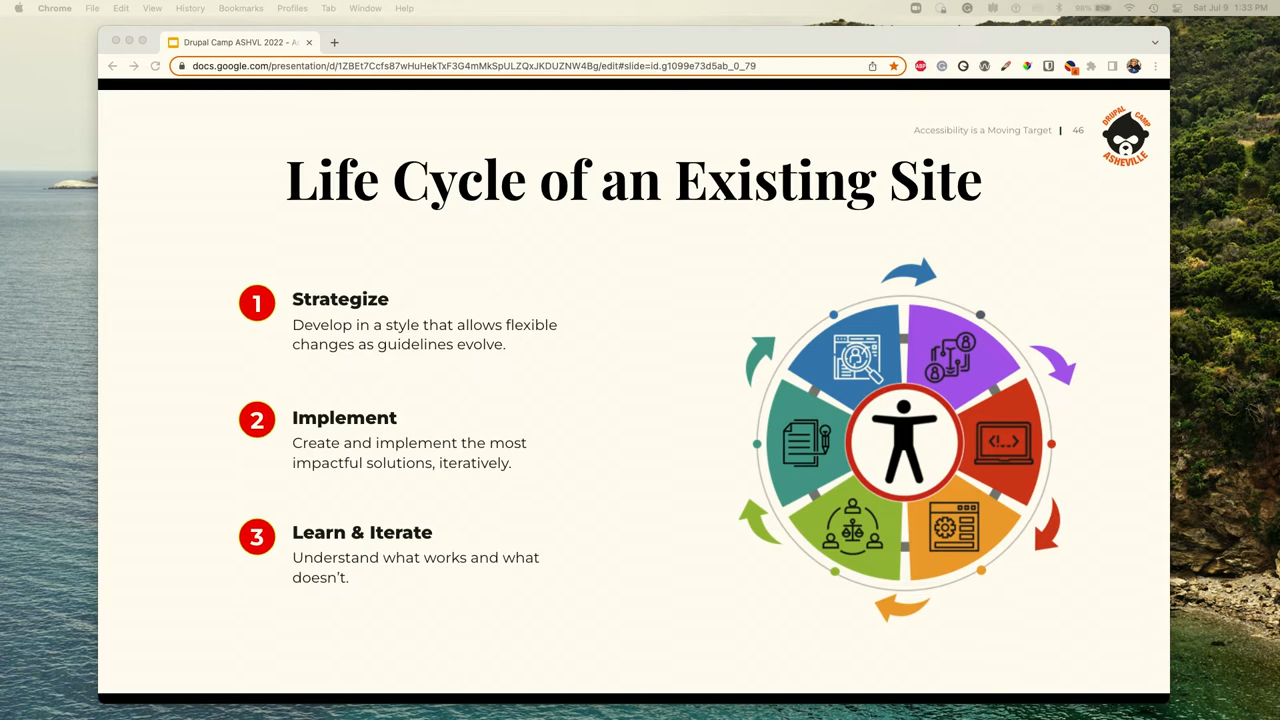 Chrome File Edit View History Bookmarks Profiles Tab Window Help
98% Sat Jul 9 1:33 PM
Drupal Camp ASHVL 2022 -
docs.google.com/presentation/d/1ZBEt7Ccfs87wHuHekTxF3G4mMkSpULZQxJKDUZNW4Bg/edit#slide=id.g1099e73d5ab_0_79
ABP
Accessibility is a Moving Target | 46
DRUPAL CAMP
ASHEVILLE
Life Cycle of an Existing Site
1 Strategize
Develop in a style that allows flexible
changes as guidelines evolve.
2 Implement
Create and implement the most
impactful solutions, iteratively.
3 Learn & Iterate
Understand what works and what
doesn't.